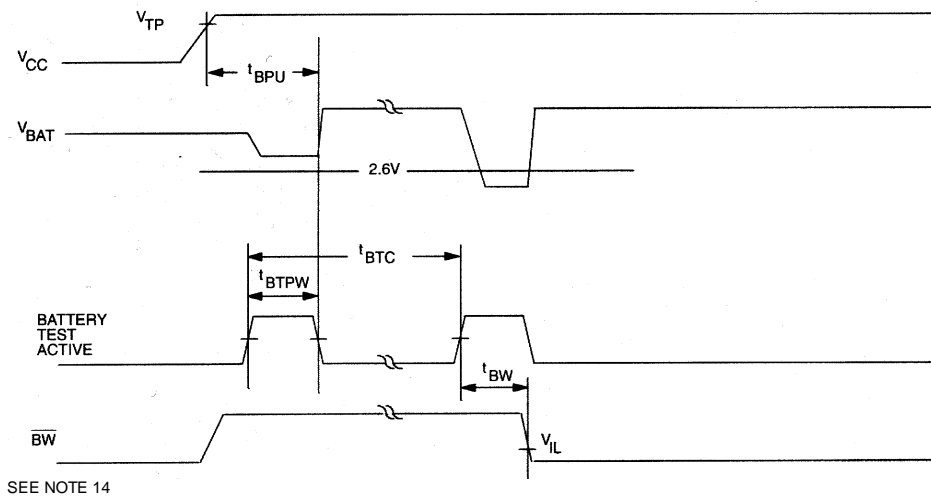 VTP
VCC
tBPU
VBAT
2.6V
tBTC
tBTPW
BATTERY
TEST
ACTIVE
tBW
BW
VIL
SEE NOTE 14